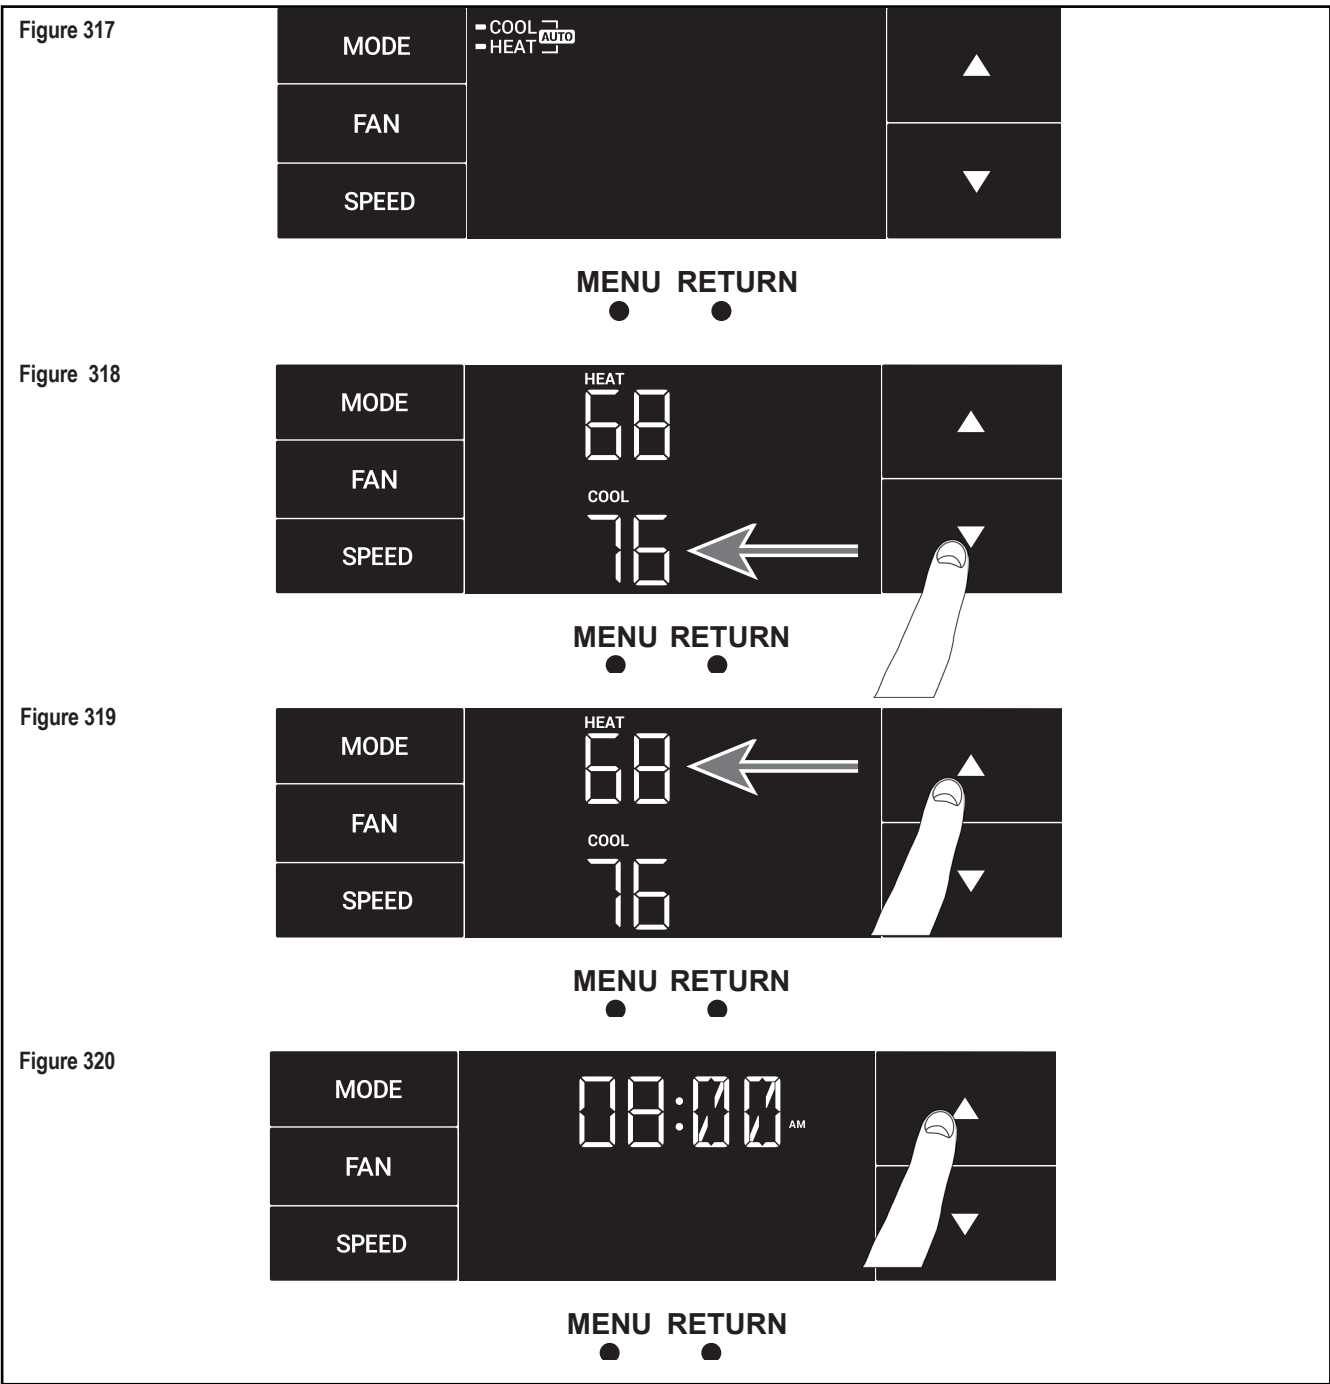 Figure 317
MODE
COOL
AUTO
HEAT
FAN
SPEED
MENU RETURN
Figure 318
HEAT
MODE
68
FAN
COOL
SPEED
76
MENU RETURN
Figure 319
HEAT
MODE
68
FAN
COOL
SPEED
76
MENU RETURN
Figure 320
MODE
08:00 AM
FAN
SPEED
MENU RETURN